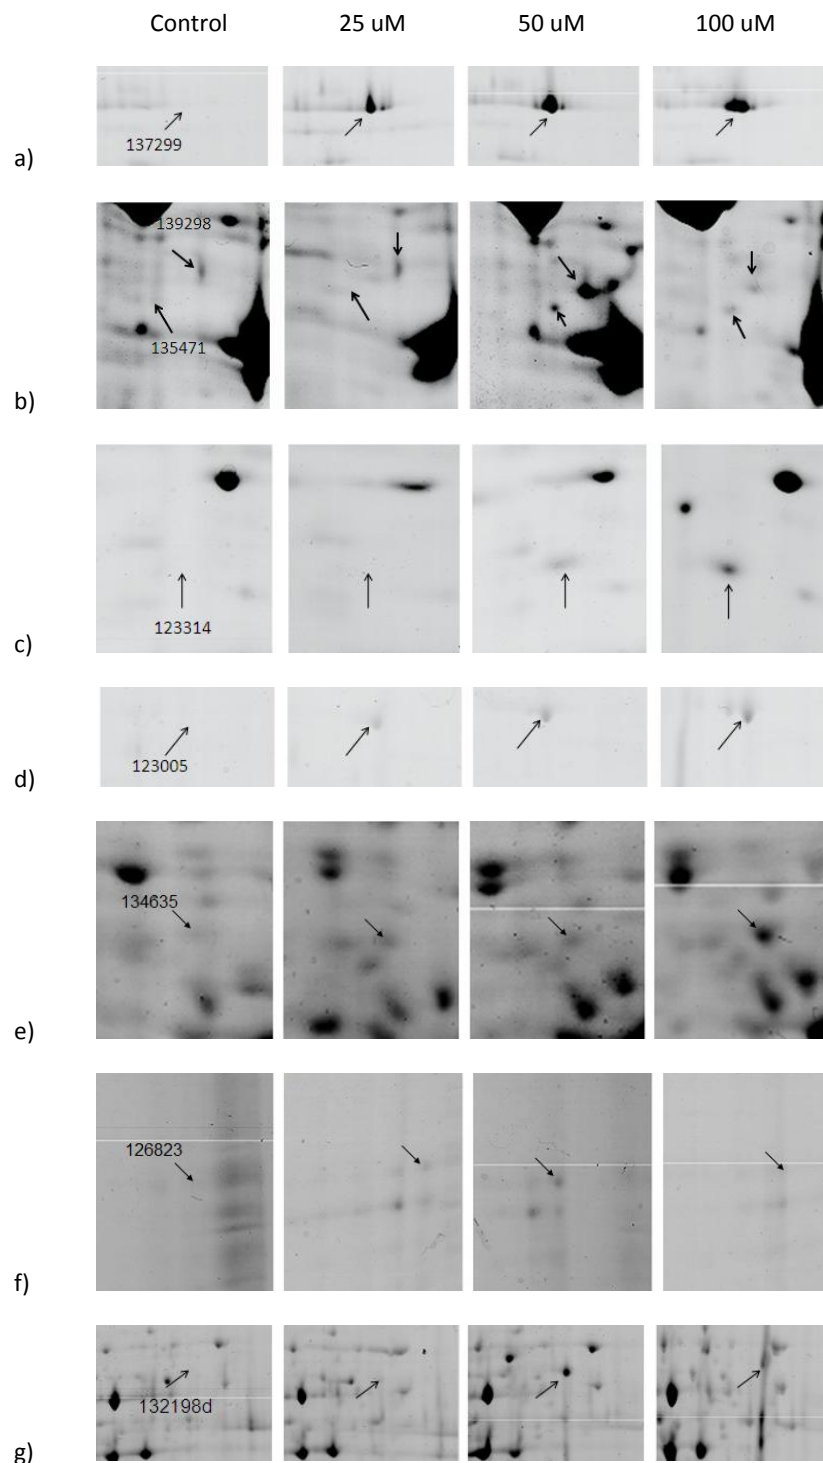 Control 25 uM 50 uM 100 uM
137299
a)
139298
135471
b)
123314
c)
123005
d)
134635
e)
126823
f)
132198d
g)